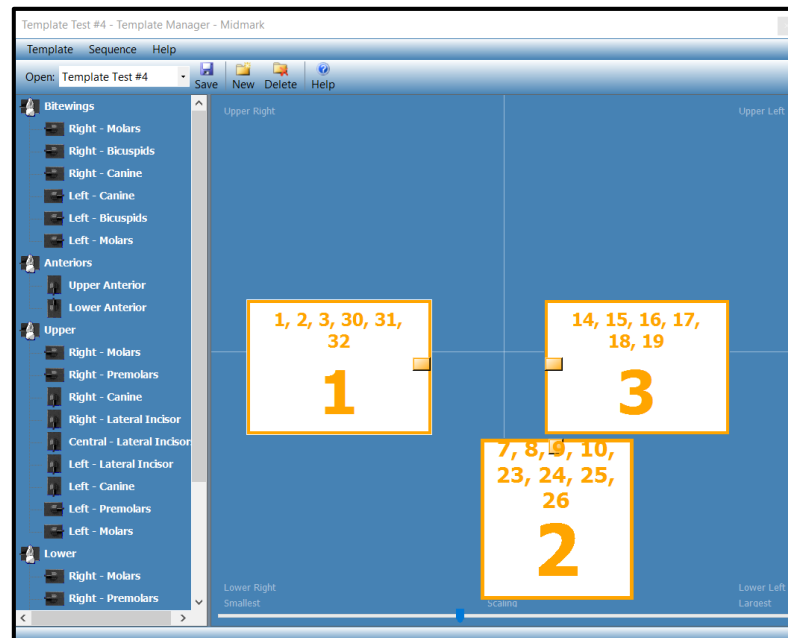 Template Test #4 - Template Manager - Midmark
Template Sequence Help
Open: Template Test #4 Save New Delete Help
Bitewings
Right - Molars
Right - Bicuspids
Right - Canine
Left - Canine
Left - Bicuspids
Left - Molars
Anteriors
Upper Anterior
Lower Anterior
Upper
Right - Molars
Right - Premolars
Right - Canine
Right - Lateral Incisor
Central - Lateral Incisor
Left - Lateral Incisor
Left - Canine
Left - Premolars
Left - Molars
Lower
Right - Molars
Right - Premolars
Upper Right
Upper Left
1, 2, 3, 30, 31,
32
1
14, 15, 16, 17,
18, 19
3
7, 8, 9, 10,
23, 24, 25,
26
2
Lower Right
Lower Left
Smallest
Scaling
Largest